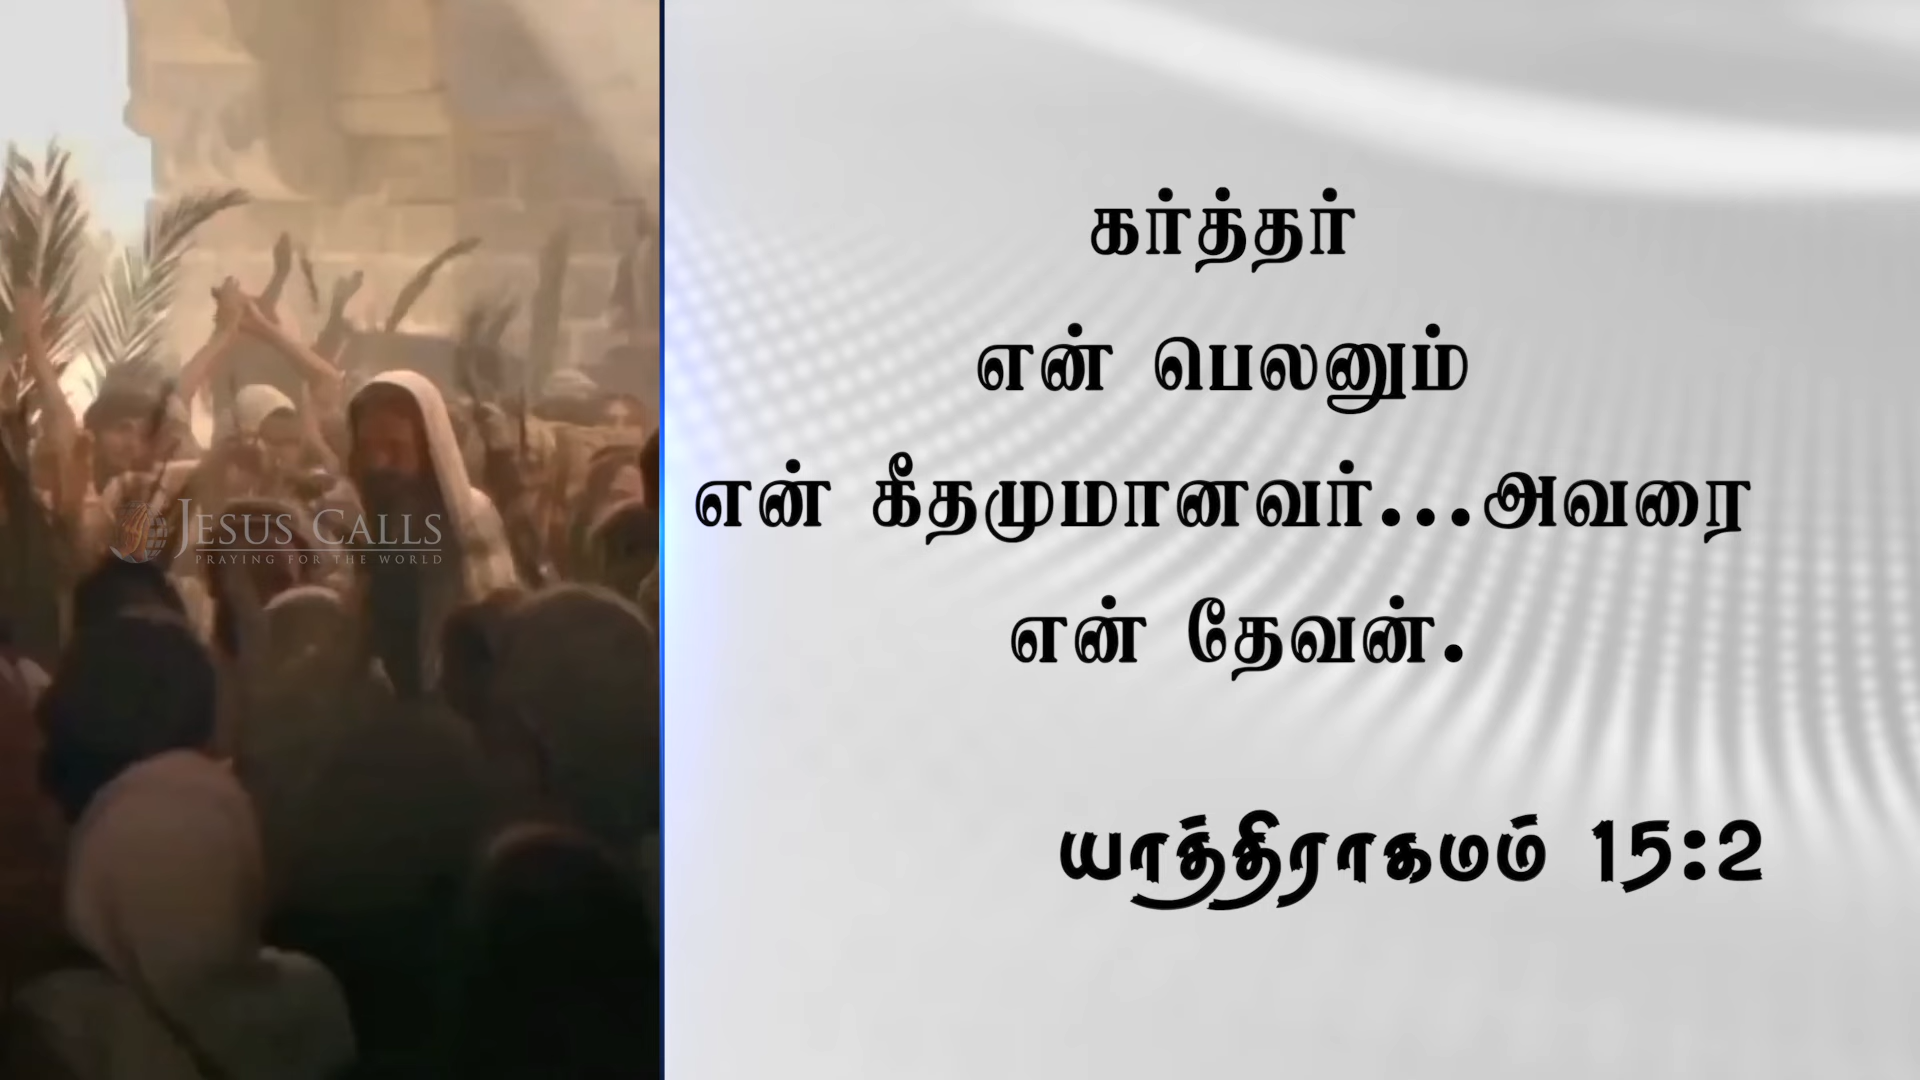 JESUS CALLS
PRAYING FOR THE WORLD
கர்த்தர்
என் பெலனும்
என் கீதமுமானவர்...அவரை
என் தேவன்.
யாத்திராகமம் 15:2